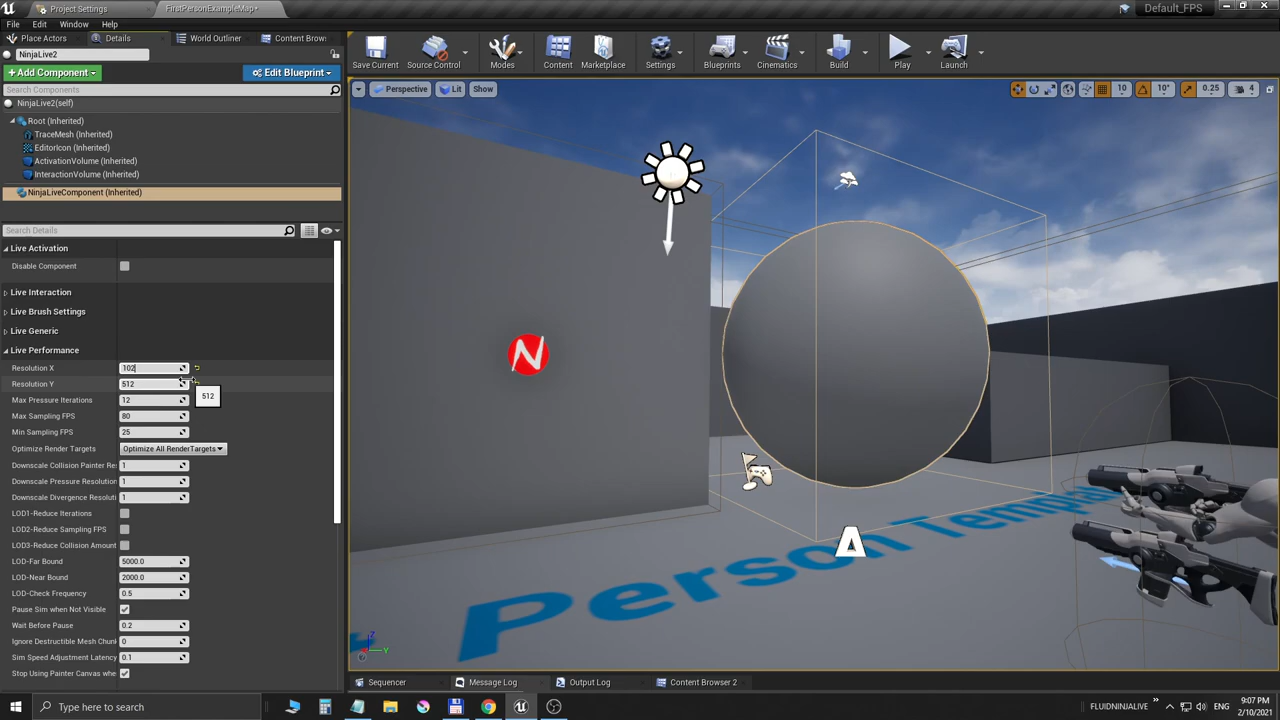 Project Settings
FirstPersonExampleMap*
Default_FPS
File Edit Window Help
Place Actors
Details
World Outliner
Content Brow
NinjaLive2
+Add Component
Edit Blueprint
Search Components
NinjaLive2(self)
Root (Inherited)
TraceMesh (Inherited)
EditorIcon (Inherited)
ActivationVolume (Inherited)
InteractionVolume (Inherited)
NinjaLiveComponent (Inherited)
Search Details
Live Activation
Disable Component
Live Interaction
Live Brush Settings
Live Generic
Live Performance
Resolution X 102
Resolution Y 512
512
Max Pressure Iterations 12
Max Sampling FPS 80
Min Sampling FPS 25
Optimize Render Targets Optimize All RenderTargets
Downscale Collision Painter Re 1
Downscale Pressure Resolution 1
Downscale Divergence Resoluti 1
LOD1-Reduce Iterations
LOD2-Reduce Sampling FPS
LOD3-Reduce Collision Amount
LOD-Far Bound 5000.0
LOD-Near Bound 2000.0
LOD-Check Frequency 0.5
Pause Sim when Not Visible
Wait Before Pause 0.2
Ignore Destructible Mesh Chunk 0
Sim Speed Adjustment Latency 0.1
Stop Using Painter Canvas whe
Save Current
Source Control
Modes
Content
Marketplace
Settings
Blueprints
Cinematics
Build
Play
Launch
Perspective
Lit
Show
10
10°
0.25
4
N
Person Templat
Z
Y
Sequencer
Message Log
Output Log
Content Browser 2
Type here to search
FLUIDNINJALIVE
»
ENG
9:07 PM
2/10/2021